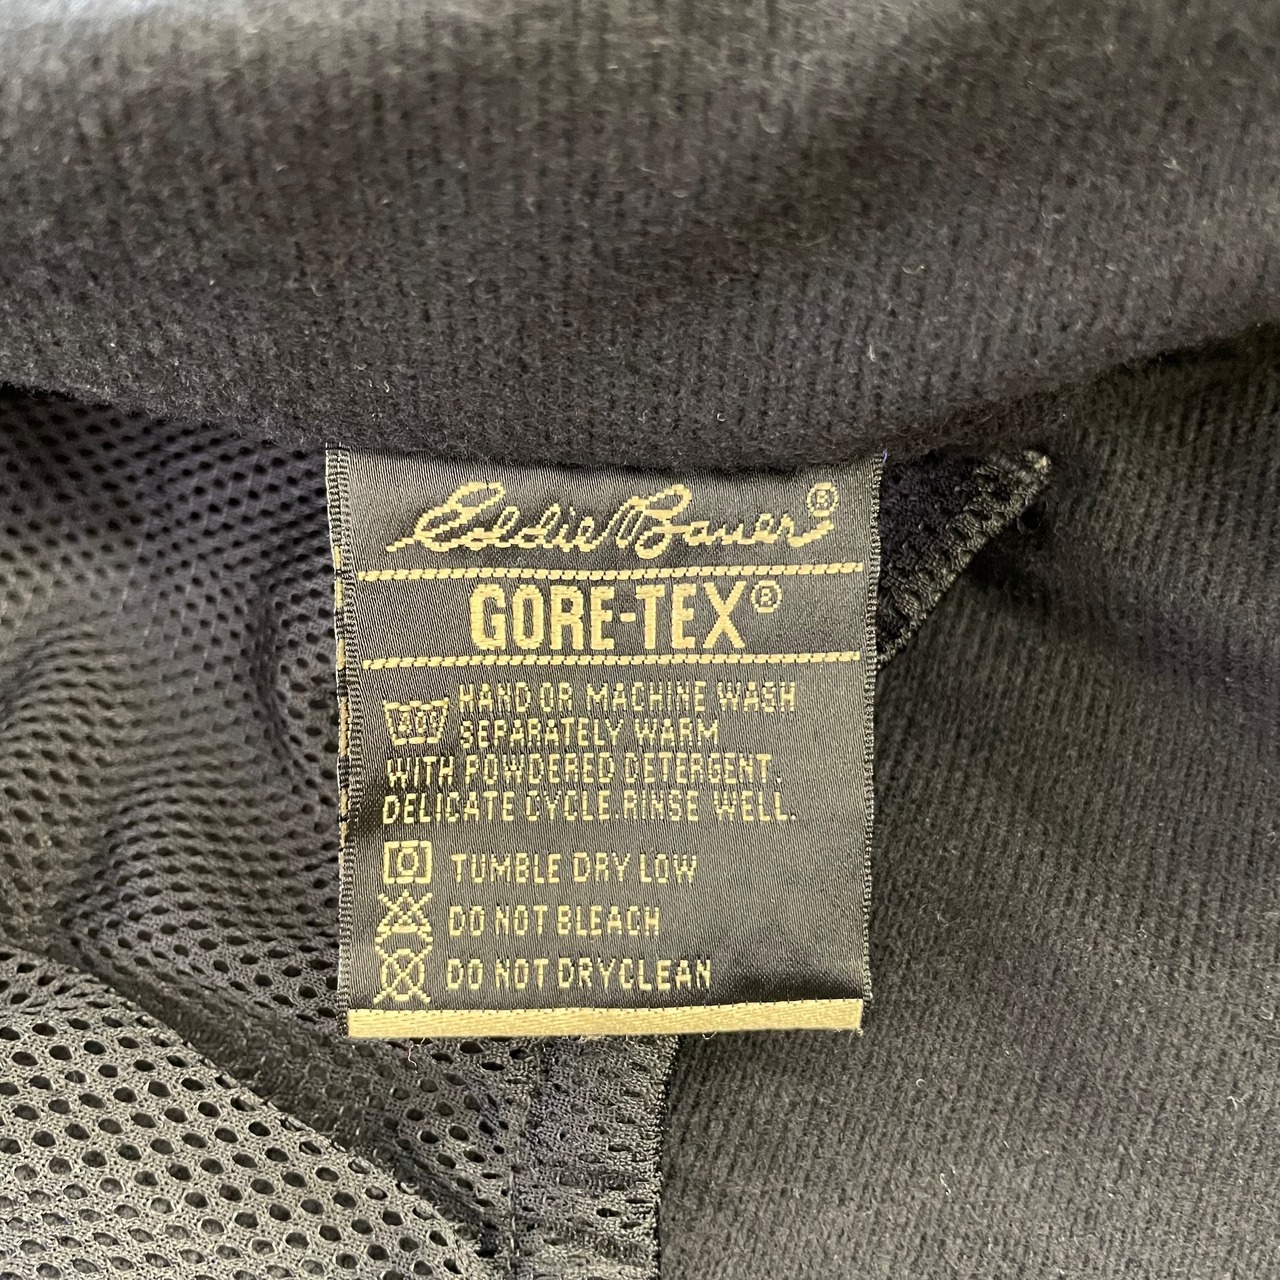 Eddie Bauer®
GORE-TEX®
40 HAND OR MACHINE WASH
SEPARATELY WARM
WITH POWDERED DETERGENT.
DELICATE CYCLE.RINSE WELL.
TUMBLE DRY LOW
DO NOT BLEACH
DO NOT DRYCLEAN